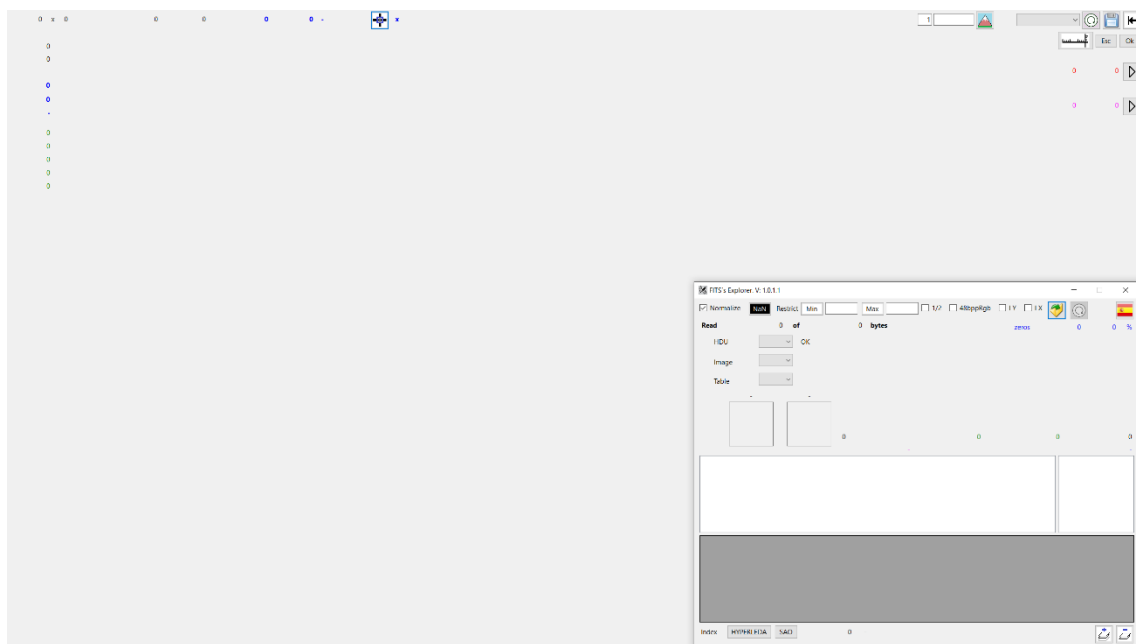 0 x 0 0 0 0 0 - x 1
Esc Ok
0
0
0 0
0
0
-
0 0
0
0
0
0
0
FITS's Explorer. V: 1.0.1.1
Normalize NaN Restrict Min Max 1/2 48bppRgb I Y I X
Read 0 of 0 bytes zeros 0 0 %
HDU OK
Image
Table
- -
0 0 0 0
- -
Index HYPERLEDA SAO 0